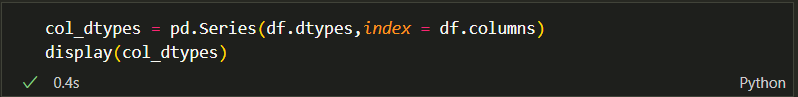 col_dtypes = pd.Series(df.dtypes,index = df.columns)
display(col_dtypes)
✓ 0.4s Python